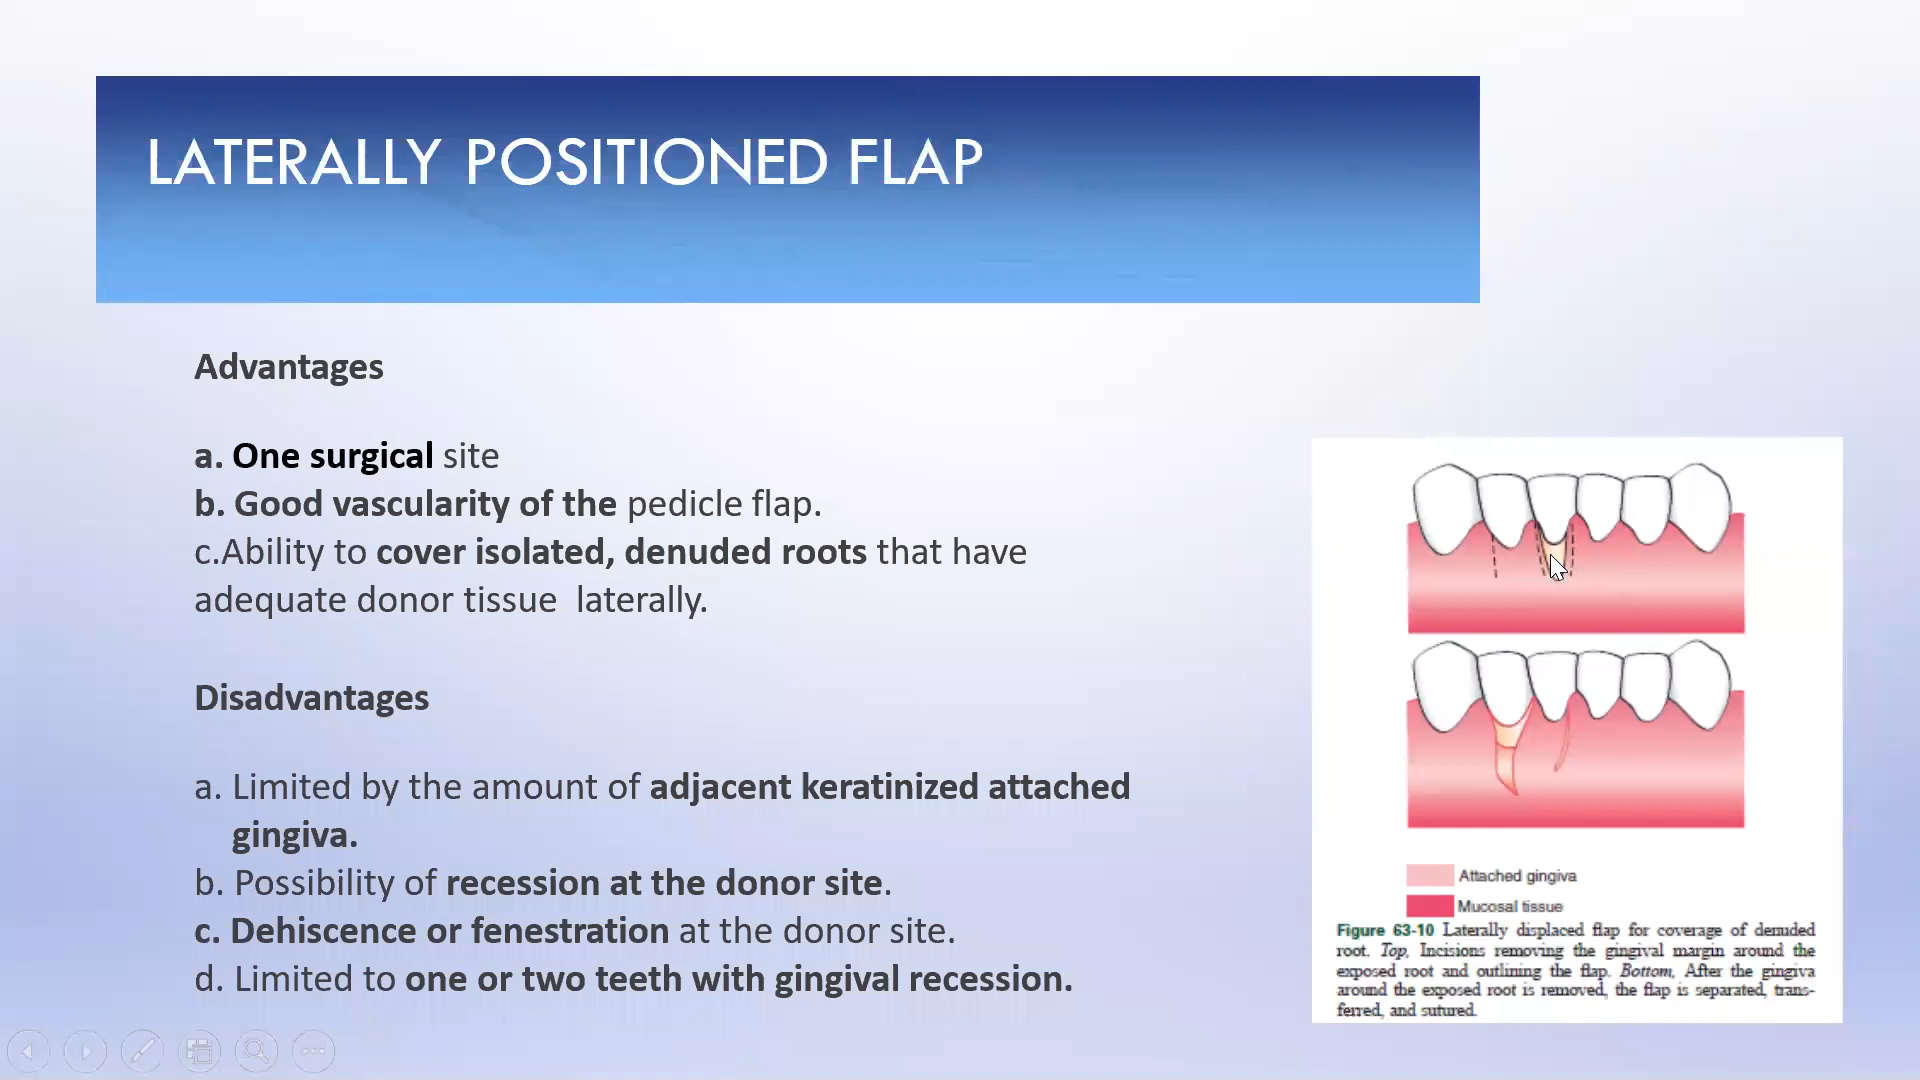 LATERALLY POSITIONED FLAP
Advantages
a. One surgical site
b. Good vascularity of the pedicle flap.
c.Ability to cover isolated, denuded roots that have
adequate donor tissue laterally.
Disadvantages
a. Limited by the amount of adjacent keratinized attached
gingiva.
b. Possibility of recession at the donor site.
c. Dehiscence or fenestration at the donor site.
d. Limited to one or two teeth with gingival recession.
Attached gingiva
Mucosal tissue
Figure 63-10 Laterally displaced flap for coverage of denuded
root. Top, Incisions removing the gingival margin around the
exposed root and outlining the flap. Bottom, After the gingiva
around the exposed root is removed, the flap is separated, trans-
ferred, and sutured.